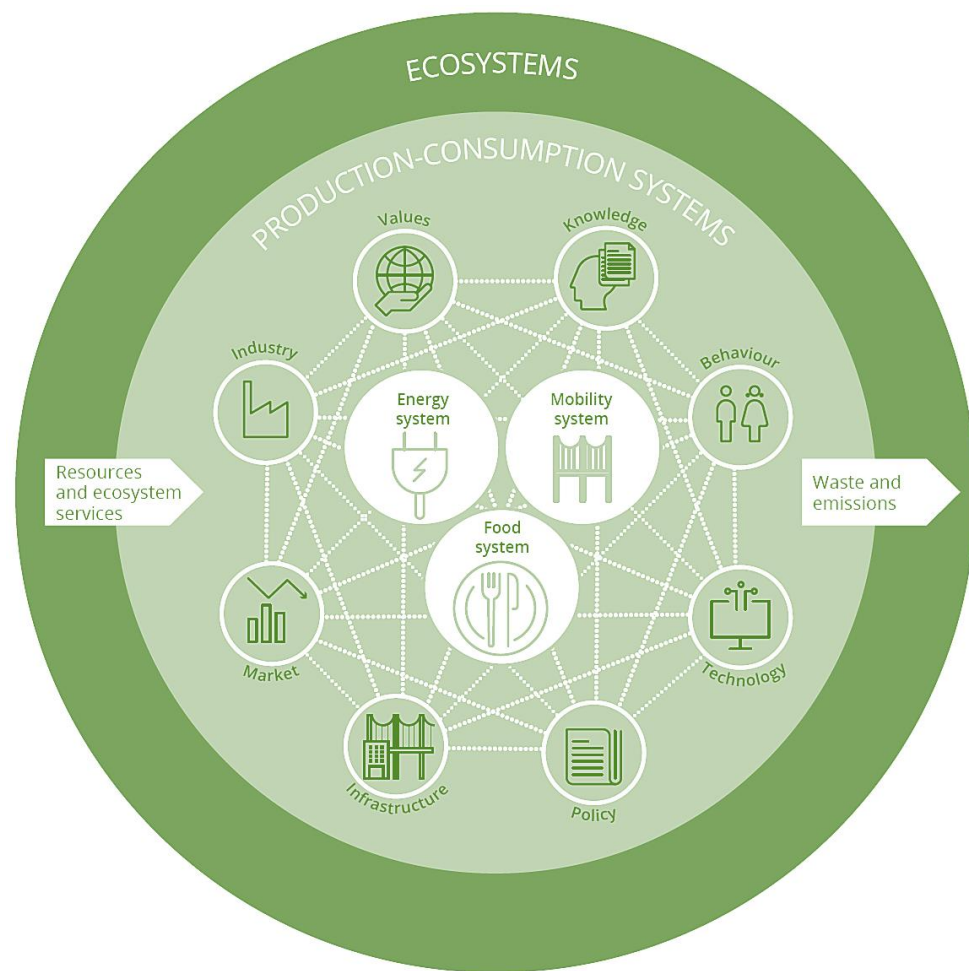 ECOSYSTEMS
PRODUCTION-CONSUMPTION SYSTEMS
Values
Knowledge
Industry
Behaviour
Energy
system
Mobility
system
Resources
and ecosystem
services
Waste and
emissions
Food
system
Market
Technology
Infrastructure
Policy